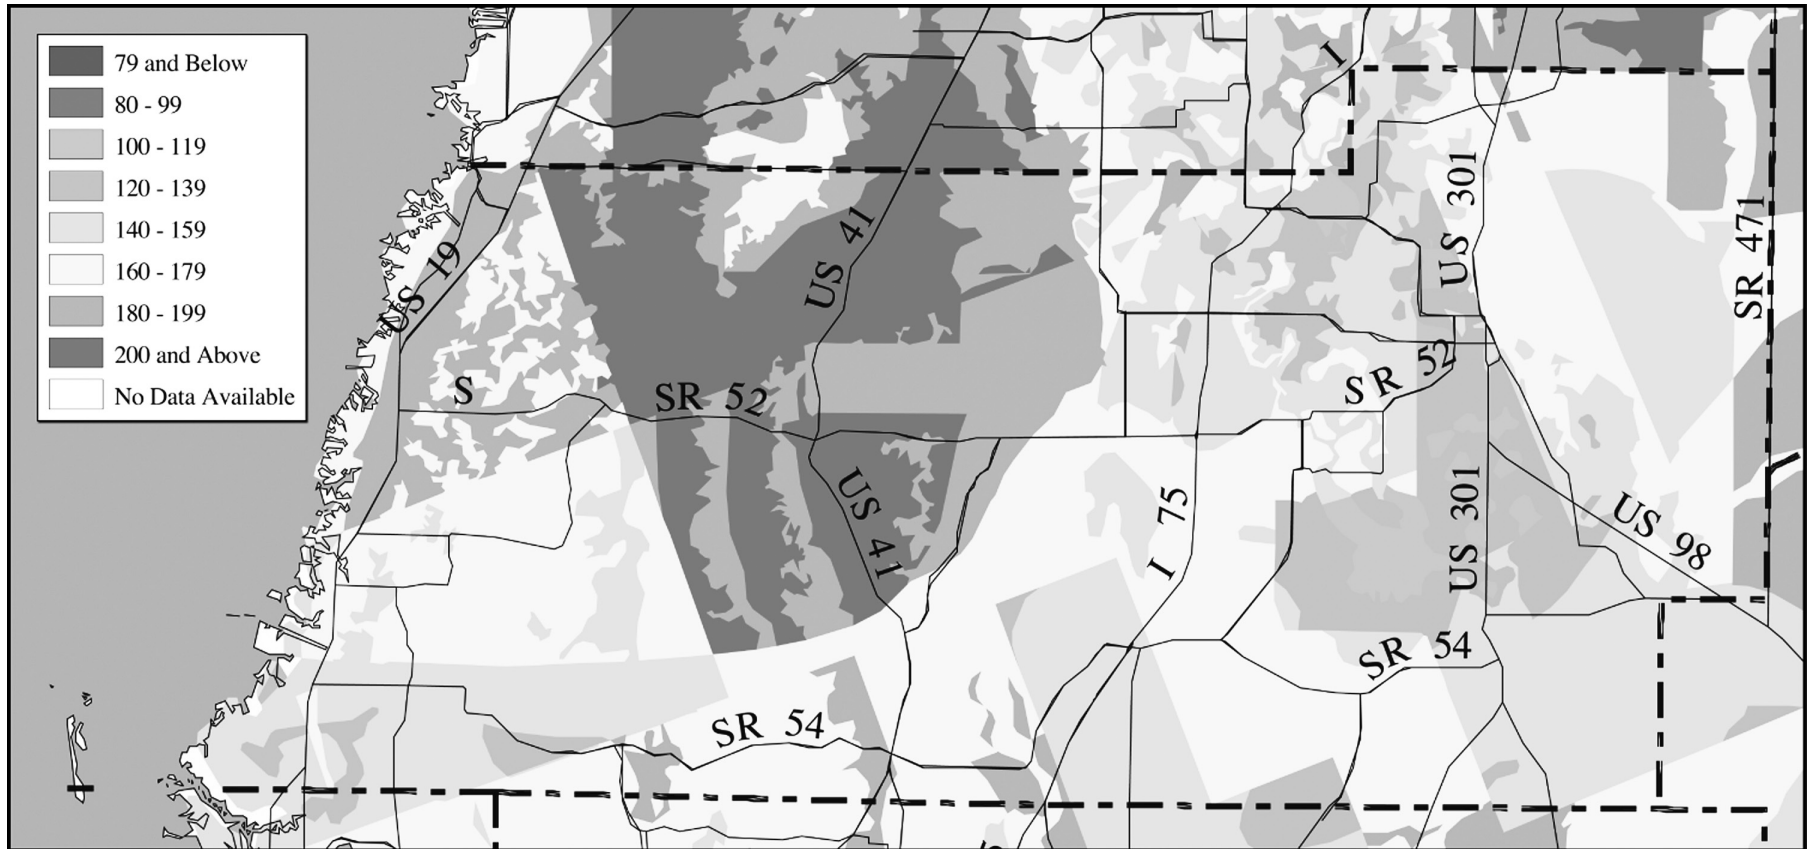 79 and Below
80 - 99
100 - 119
120 - 139
140 - 159
160 - 179
180 - 199
200 and Above
No Data Available
I
US 301
SR 471
US 41
US 19
S
SR 52
SR 52
US 41
I 75
US 301
US 98
SR 54
SR 54